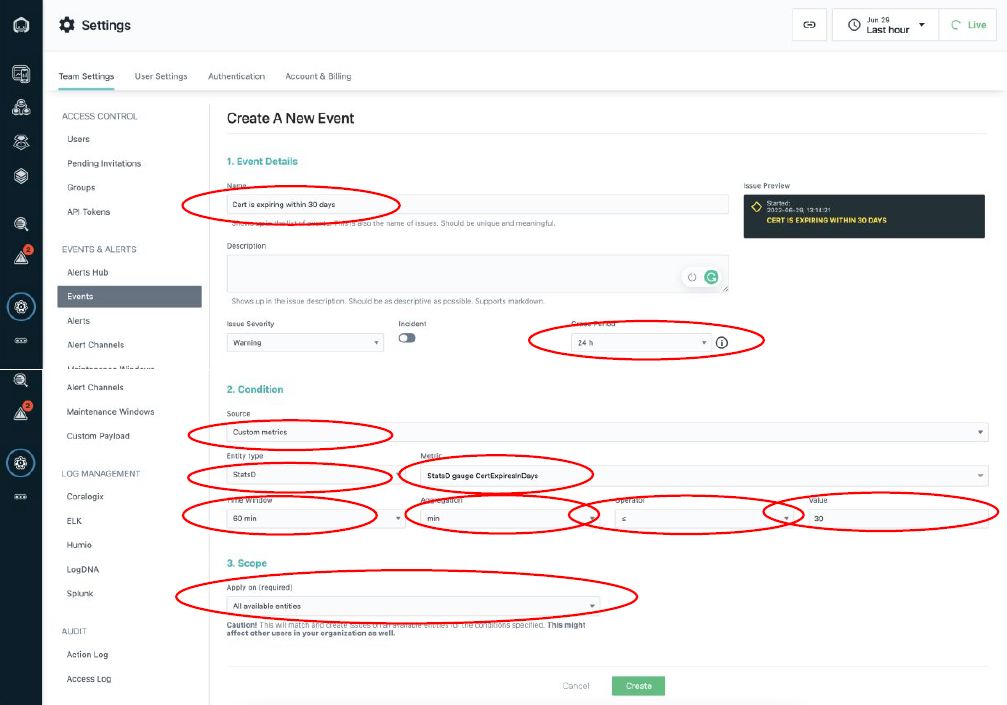 Settings
Jun 29
Last hour
Live
Team Settings
User Settings
Authentication
Account & Billing
ACCESS CONTROL
Users
Pending Invitations
Groups
API Tokens
EVENTS & ALERTS
2
Alerts Hub
Events
Alerts
Alert Channels
Maintenance Windows
Alert Channels
2
Maintenance Windows
Custom Payload
LOG MANAGEMENT
Coralogix
ELK
Humio
LogDNA
Splunk
AUDIT
Action Log
Access Log
Create A New Event
1. Event Details
Name
Cert is expiring within 30 days
Shows up in the list of events. This is also the name of issues. Should be unique and meaningful.
Issue Preview
Started:
2022-06-29, 13:14:21
CERT IS EXPIRING WITHIN 30 DAYS
Description
Shows up in the issue description. Should be as descriptive as possible. Supports markdown.
Issue Severity
Incident
Grace Period
Warning
24 h
2. Condition
Source
Custom metrics
Entity Type
Metric
StatsD
StatsD gauge CertExpiresInDays
Time Window
Aggregation
Operator
Value
60 min
min
≤
30
3. Scope
Apply on (required)
All available entities
Caution! This will match and create issues on all available entities for the conditions specified. This might
affect other users in your organization as well.
Cancel
Create